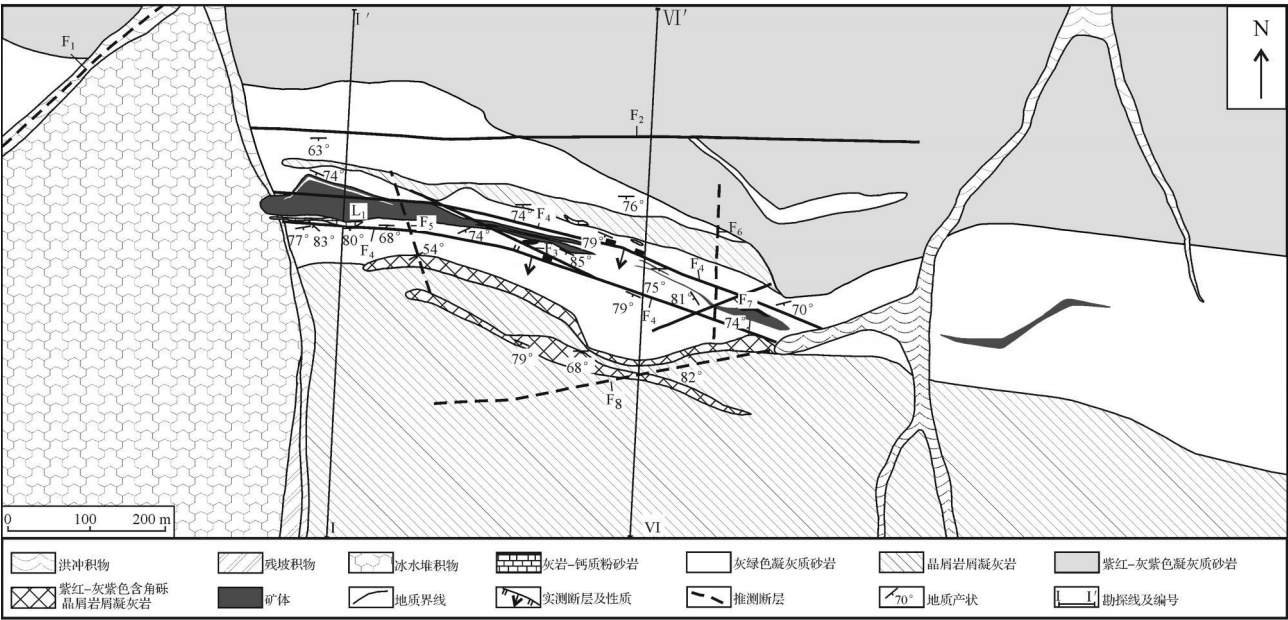 I′
VI′
N
F1
F2
63°
74°
76°
L1
F5
74°
F4
79°
F6
77°
83°
80°
68°
74°
F3
85°
F4
54°
F4
75°
79°
F4
81°
F7
70°
74°
79°
68°
82°
F8
0 100 200 m
I
VI
洪冲积物
残坡积物
冰水堆积物
灰岩-钙质粉砂岩
灰绿色凝灰质砂岩
晶屑岩屑凝灰岩
紫红-灰紫色凝灰质砂岩
紫红-灰紫色含角砾
晶屑岩屑凝灰岩
矿体
地质界线
实测断层及性质
推测断层
70° 地质产状
I I′ 勘探线及编号